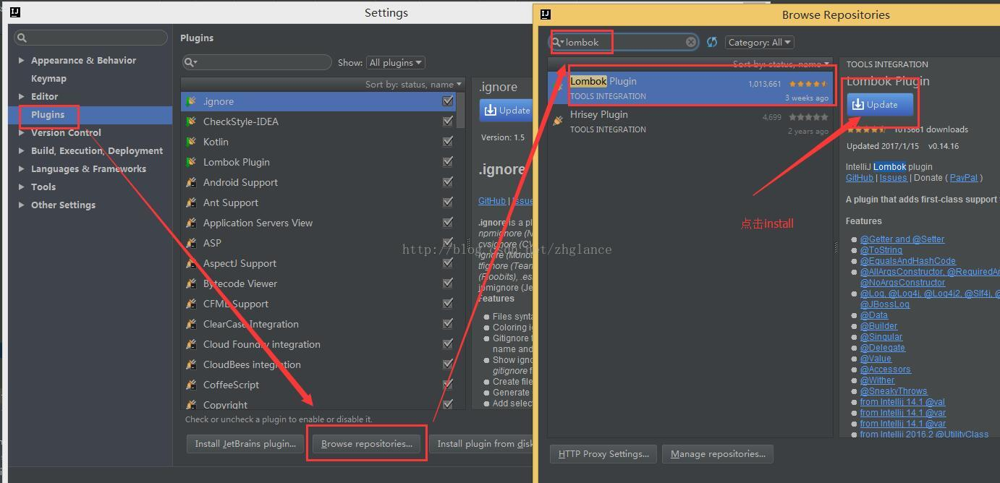 Settings
Appearance & Behavior
Keymap
Editor
Plugins
Version Control
Build, Execution, Deployment
Languages & Frameworks
Tools
Other Settings
Plugins
Show: All plugins
Sort by: status, name
.ignore
CheckStyle-IDEA
Kotlin
Lombok Plugin
Android Support
Ant Support
Application Servers View
ASP
AspectJ Support
Bytecode Viewer
CFML Support
ClearCase Integration
Cloud Foundry integration
CloudBees integration
CoffeeScript
Copyright
Check or uncheck a plugin to enable or disable it.
Install JetBrains plugin...
Browse repositories...
Install plugin from disk
.ignore
Update
Version: 1.5
.ignore
GitHub | Issue
.ignore is a pl
npmignore (N
cvsignore (CV
ignore (Monot
tfignore (Team
(Floobits), .es
jpmignore (Je
Features
Files synta
Coloring ig
Gitignore t
name and
Show igno
gitignore f
Create file
Generate
Add selec
http://blog.csdn.net/zhglance
Browse Repositories
lombok
Category: All
Sort by: status, name
Lombok Plugin
1,013,661
TOOLS INTEGRATION
3 weeks ago
Hrisey Plugin
4,699
TOOLS INTEGRATION
2 years ago
点击install
HTTP Proxy Settings...
Manage repositories...
TOOLS INTEGRATION
Lombok Plugin
Update
1013661 downloads
Updated 2017/1/15 v0.14.16
IntelliJ Lombok plugin
GitHub | Issues | Donate ( PayPal )
A plugin that adds first-class support
Features
@Getter and @Setter
@ToString
@EqualsAndHashCode
@AllArgsConstructor, @RequiredAr
@NoArgsConstructor
@Log, @Log4j, @Log4j2, @Slf4j, @
@JBossLog
@Data
@Builder
@Singular
@Delegate
@Value
@Accessors
@Wither
@SneakyThrows
from Intellij 14.1 @val
from Intellij 14.1 @var
from Intellij 14.1 @var
from Intellij 2016.2 @UtilityClass